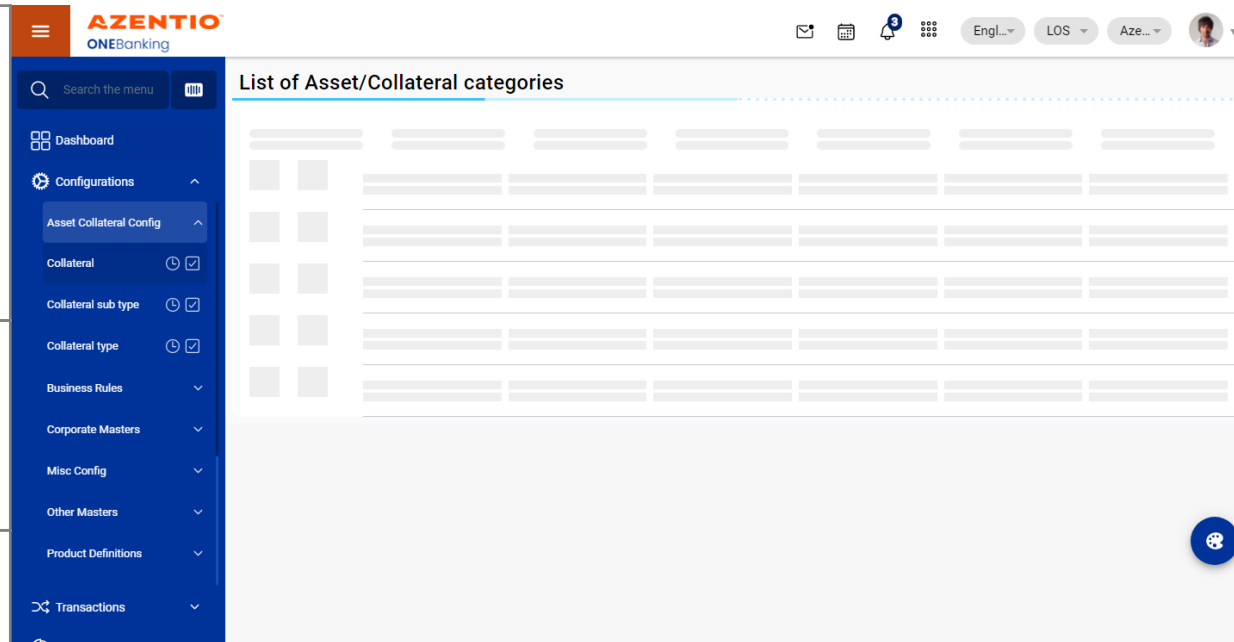 AZENTIO
ONEBanking
3
Engl...
LOS
Aze...
Search the menu
List of Asset/Collateral categories
Dashboard
Configurations
Asset Collateral Config
Collateral
Collateral sub type
Collateral type
Business Rules
Corporate Masters
Misc Config
Other Masters
Product Definitions
Transactions